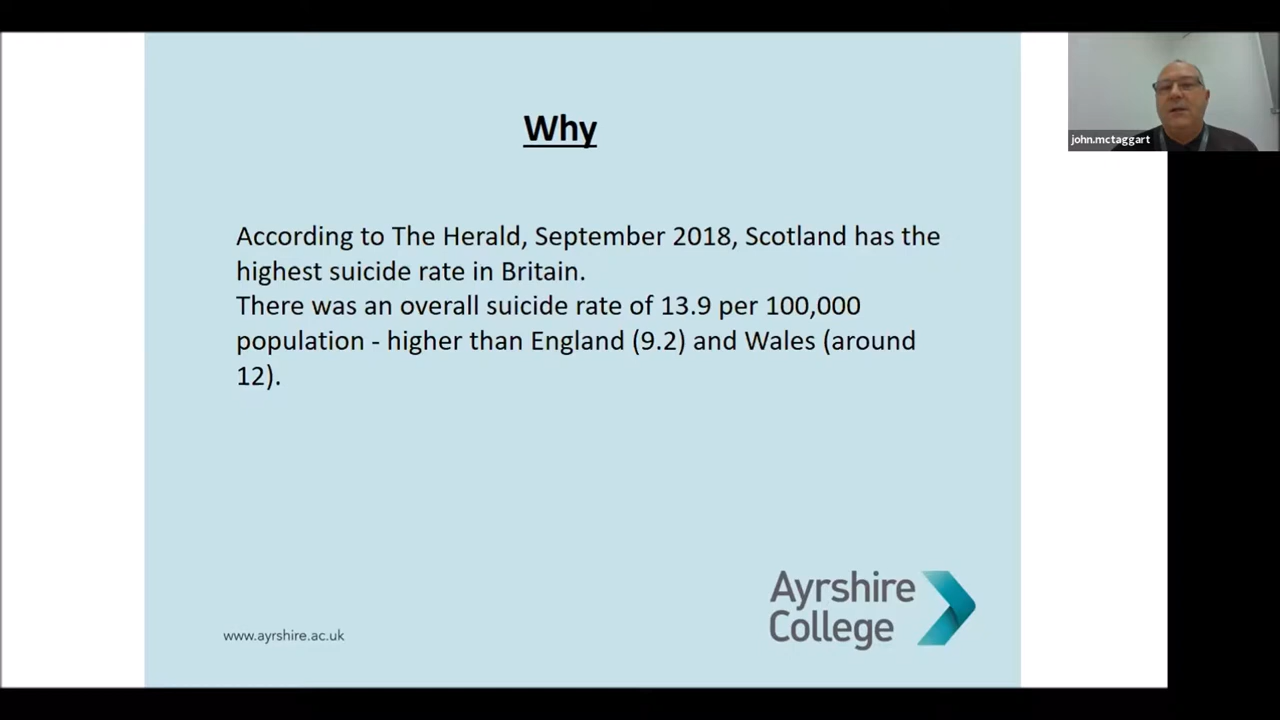 Why
john.mctaggart
According to The Herald, September 2018, Scotland has the
highest suicide rate in Britain.
There was an overall suicide rate of 13.9 per 100,000
population - higher than England (9.2) and Wales (around
12).
Ayrshire
College
www.ayrshire.ac.uk